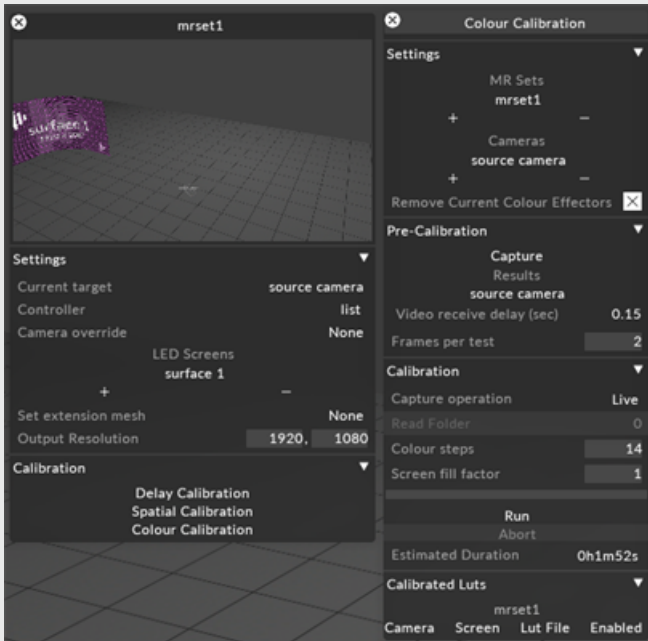 mrset1
surface 1
Settings
Current target source camera
Controller list
Camera override None
LED Screens
surface 1
+ −
Set extension mesh None
Output Resolution 1920, 1080
Calibration
Delay Calibration
Spatial Calibration
Colour Calibration
Colour Calibration
Settings
MR Sets
mrset1
+ −
Cameras
source camera
+ −
Remove Current Colour Effectors
Pre-Calibration
Capture
Results
source camera
Video receive delay (sec) 0.15
Frames per test 2
Calibration
Capture operation Live
Read Folder 0
Colour steps 14
Screen fill factor 1
Run
Abort
Estimated Duration 0h1m52s
Calibrated Luts
mrset1
Camera Screen Lut File Enabled